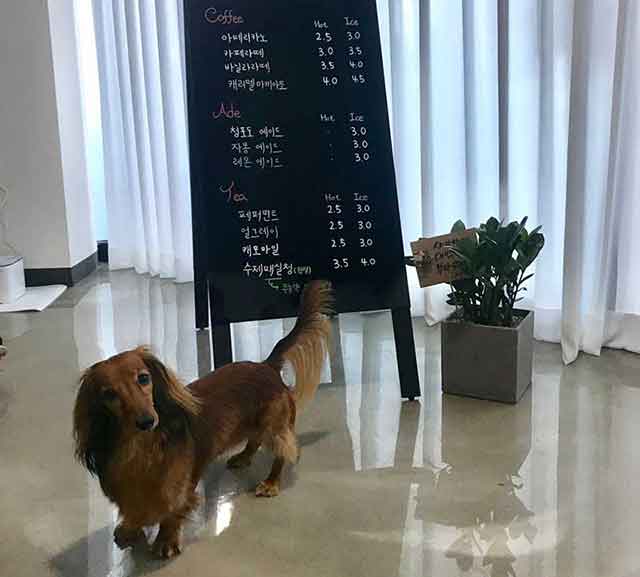 Coffee Hot Ice
아메리카노 2.5 3.0
카페라떼 3.0 3.5
바닐라라떼 3.5 4.0
캐러멜마끼아또 4.0 4.5
Ade Hot Ice
청포도 에이드 · 3.0
자몽 에이드 · 3.0
레몬 에이드 · 3.0
Tea Hot Ice
페퍼민트 2.5 3.0
얼그레이 2.5 3.0
캐모마일 2.5 3.0
수제매실청 3.5 4.0